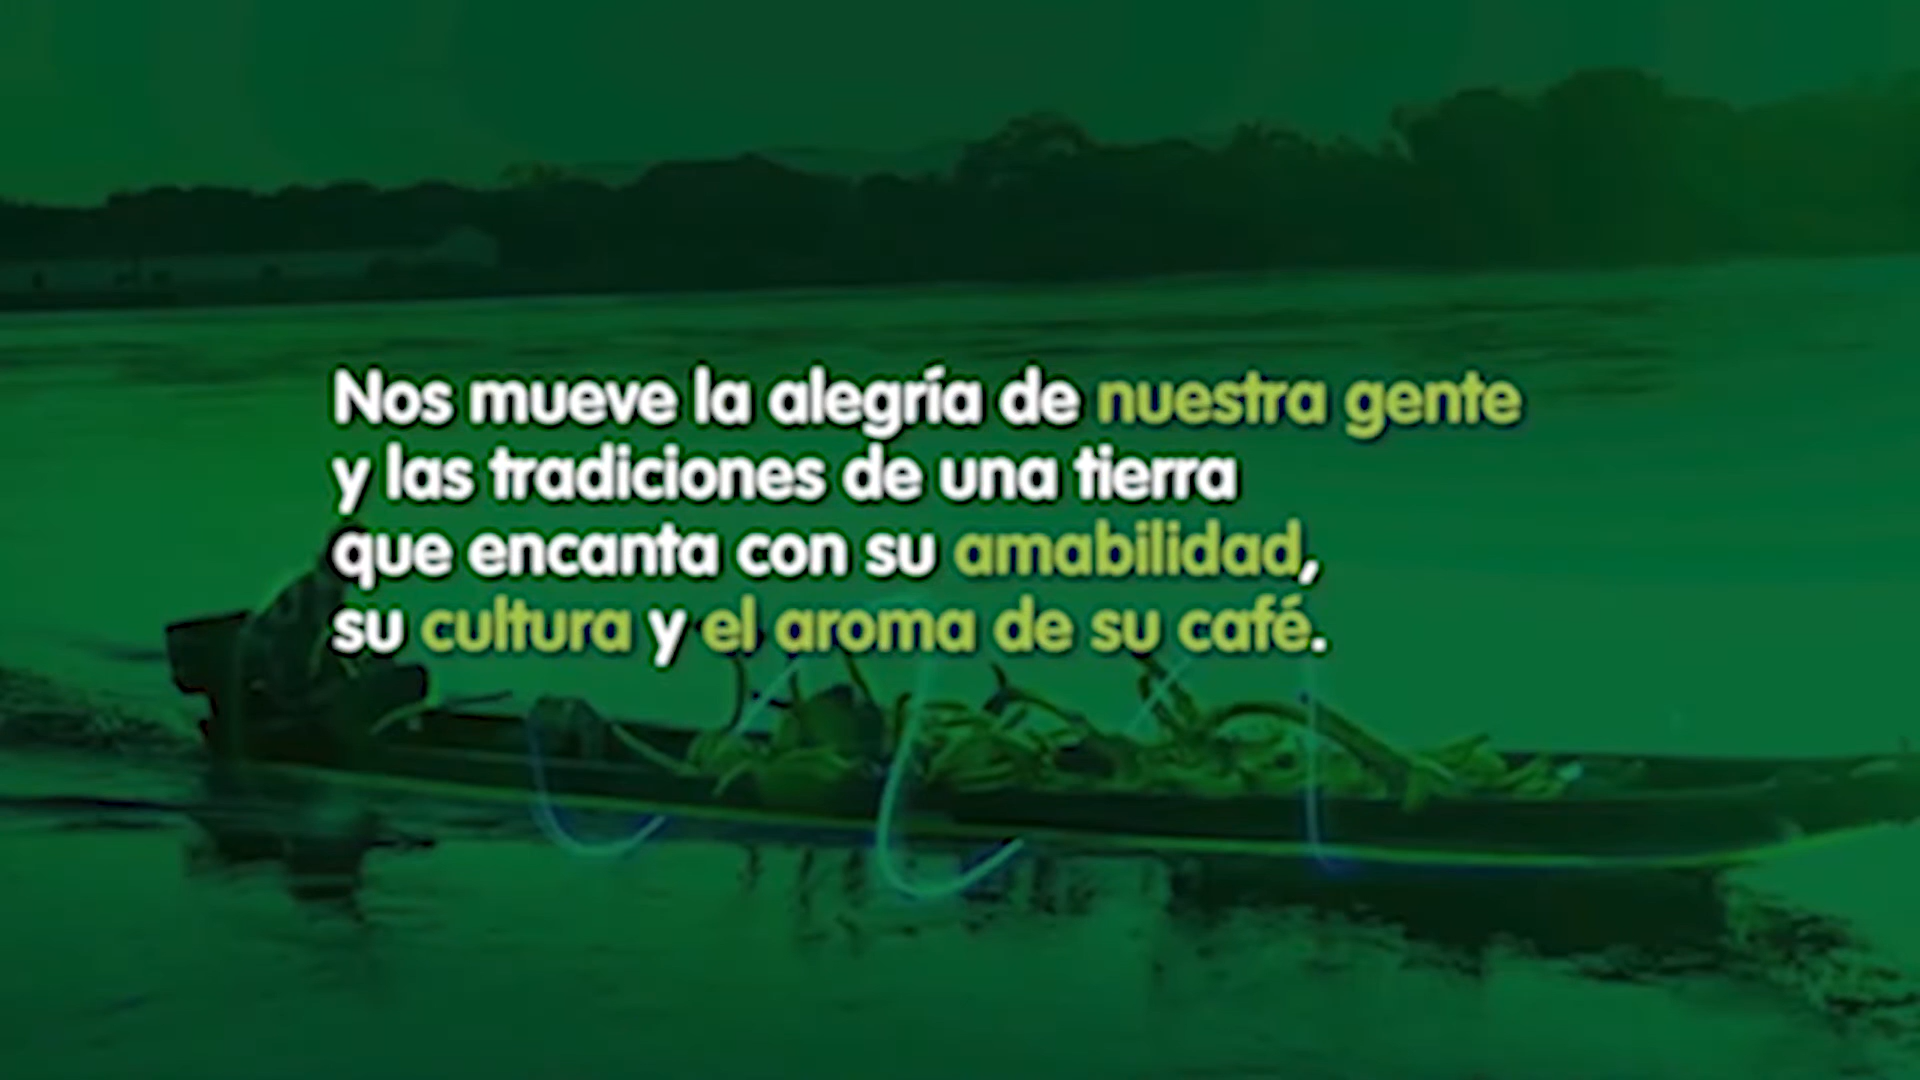 Nos mueve la alegría de nuestra gente
y las tradiciones de una tierra
que encanta con su amabilidad,
su cultura y el aroma de su café.